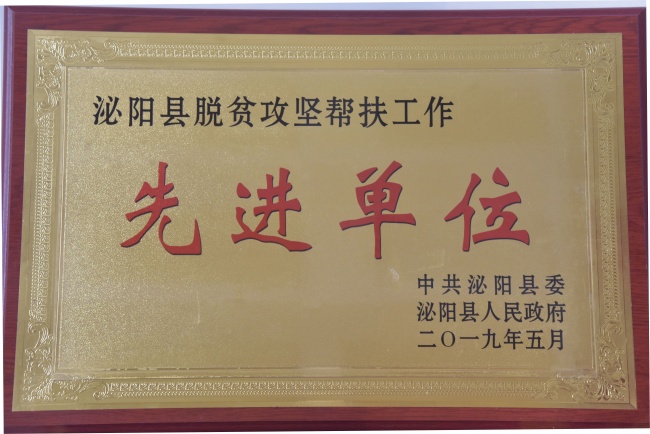 泌阳县脱贫攻坚帮扶工作
先进单位
中共泌阳县委
泌阳县人民政府
二〇一九年五月